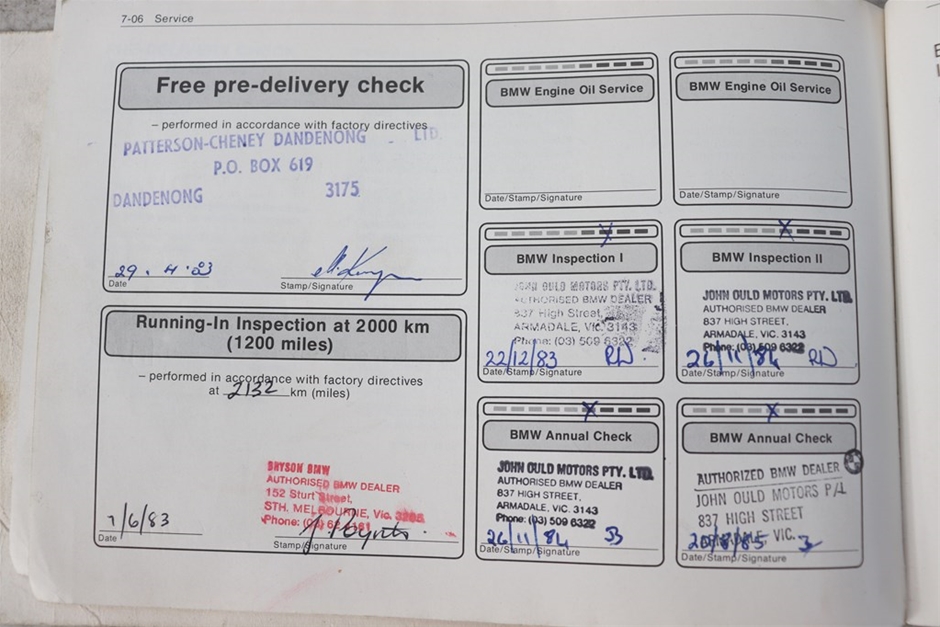 7-06 Service
Free pre-delivery check
– performed in accordance with factory directives
PATTERSON-CHENEY DANDENONG LTD.
P.O. BOX 619
DANDENONG 3175
29.4.83
Date
Stamp/Signature
Running-In Inspection at 2000 km
(1200 miles)
– performed in accordance with factory directives
at 2132 km (miles)
BRYSON BMW
AUTHORISED BMW DEALER
152 Sturt Street,
STH. MELBOURNE, Vic. 3205
Phone: (03)
7/6/83
Date
Stamp/Signature
BMW Engine Oil Service
Date/Stamp/Signature
BMW Engine Oil Service
Date/Stamp/Signature
X
BMW Inspection I
JOHN OULD MOTORS PTY. LTD.
AUTHORISED BMW DEALER
837 HIGH STREET,
ARMADALE, Vic. 3143
Phone: (03) 509 6322
22/12/83
Date/Stamp/Signature
X
BMW Inspection II
JOHN OULD MOTORS PTY. LTD.
AUTHORISED BMW DEALER
837 HIGH STREET,
ARMADALE, VIC. 3143
Phone: (03) 509 6322
26/11/84
Date/Stamp/Signature
X
BMW Annual Check
JOHN OULD MOTORS PTY. LTD.
AUTHORISED BMW DEALER
837 HIGH STREET,
ARMADALE, VIC. 3143
Phone: (03) 509 6322
26/11/84
Date/Stamp/Signature
X
BMW Annual Check
AUTHORIZED BMW DEALER
JOHN OULD MOTORS P/L
837 HIGH STREET
ARMADALE, VIC.
20/8/85
Date/Stamp/Signature